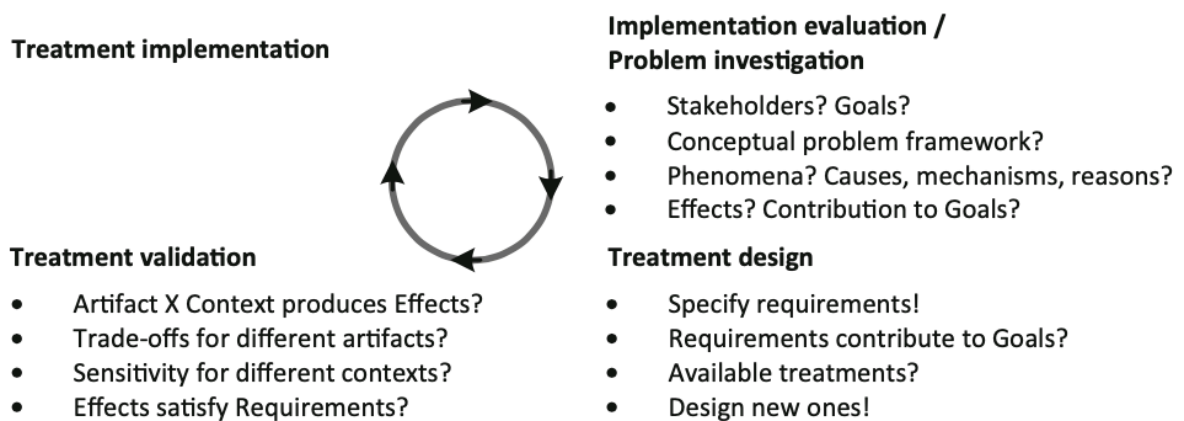 Treatment implementation
Implementation evaluation /
Problem investigation
• Stakeholders? Goals?
• Conceptual problem framework?
• Phenomena? Causes, mechanisms, reasons?
• Effects? Contribution to Goals?
Treatment validation
• Artifact X Context produces Effects?
• Trade-offs for different artifacts?
• Sensitivity for different contexts?
• Effects satisfy Requirements?
Treatment design
• Specify requirements!
• Requirements contribute to Goals?
• Available treatments?
• Design new ones!